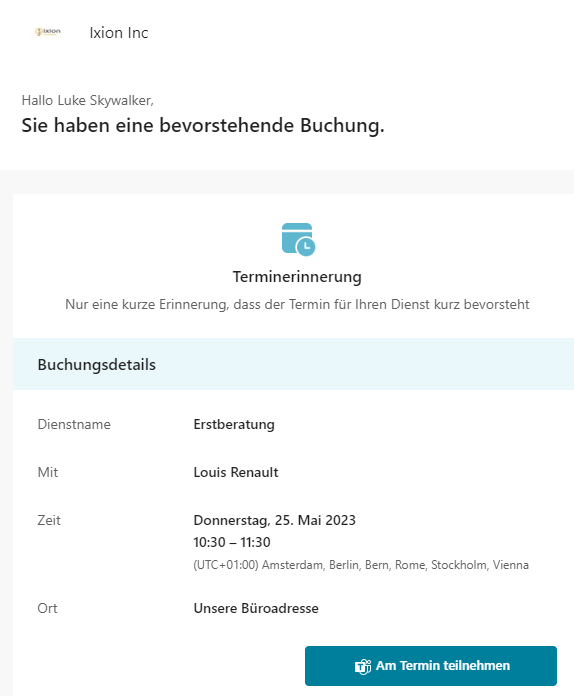 ixion
Ixion Inc
Hallo Luke Skywalker,
Sie haben eine bevorstehende Buchung.
Terminerinnerung
Nur eine kurze Erinnerung, dass der Termin für Ihren Dienst kurz bevorsteht
Buchungsdetails
Dienstname Erstberatung
Mit Louis Renault
Zeit Donnerstag, 25. Mai 2023
10:30 – 11:30
(UTC+01:00) Amsterdam, Berlin, Bern, Rome, Stockholm, Vienna
Ort Unsere Büroadresse
Am Termin teilnehmen